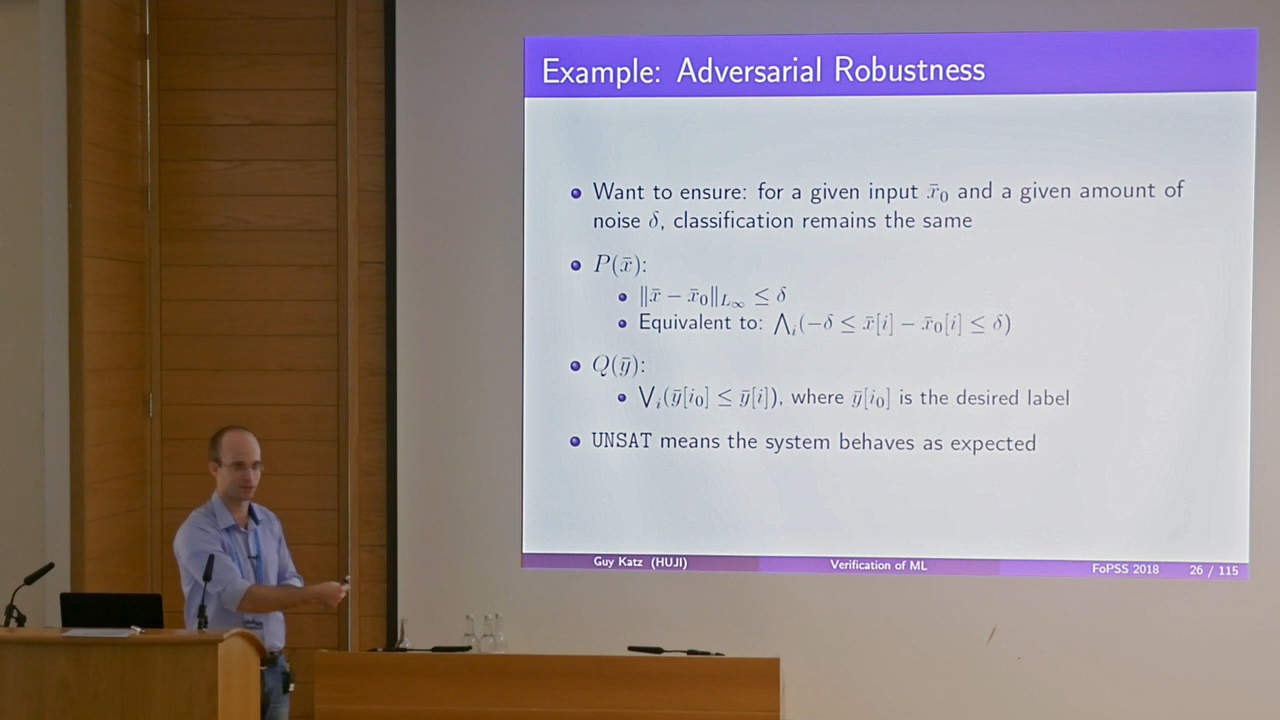 Example: Adversarial Robustness
Want to ensure: for a given input x̄₀ and a given amount of
noise δ, classification remains the same
P(x̄):
‖x̄ − x̄₀‖_{L∞} ≤ δ
Equivalent to: ⋀ᵢ(−δ ≤ x̄[i] − x̄₀[i] ≤ δ)
Q(ȳ):
⋁ᵢ(ȳ[i₀] ≤ ȳ[i]), where ȳ[i₀] is the desired label
UNSAT means the system behaves as expected
Guy Katz (HUJI) Verification of ML FoPSS 2018 26 / 115